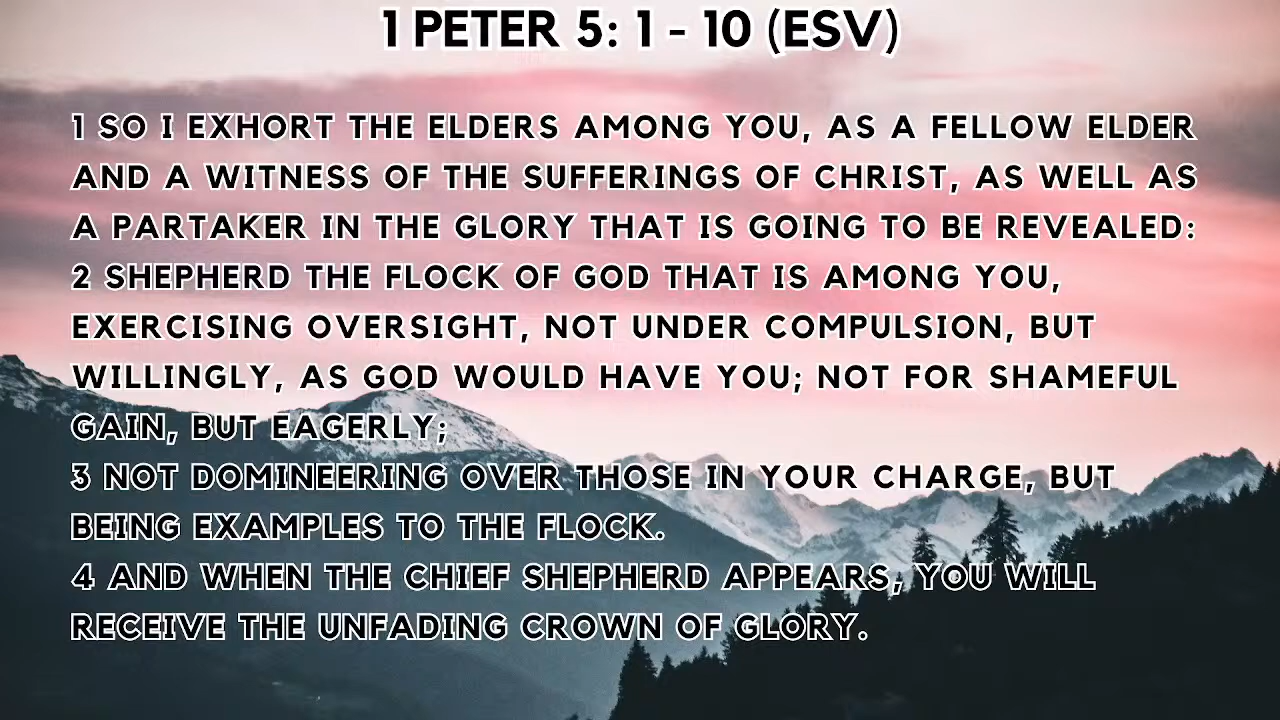 1 PETER 5: 1 - 10 (ESV)
1 SO I EXHORT THE ELDERS AMONG YOU, AS A FELLOW ELDER
AND A WITNESS OF THE SUFFERINGS OF CHRIST, AS WELL AS
A PARTAKER IN THE GLORY THAT IS GOING TO BE REVEALED:
2 SHEPHERD THE FLOCK OF GOD THAT IS AMONG YOU,
EXERCISING OVERSIGHT, NOT UNDER COMPULSION, BUT
WILLINGLY, AS GOD WOULD HAVE YOU; NOT FOR SHAMEFUL
GAIN, BUT EAGERLY;
3 NOT DOMINEERING OVER THOSE IN YOUR CHARGE, BUT
BEING EXAMPLES TO THE FLOCK.
4 AND WHEN THE CHIEF SHEPHERD APPEARS, YOU WILL
RECEIVE THE UNFADING CROWN OF GLORY.